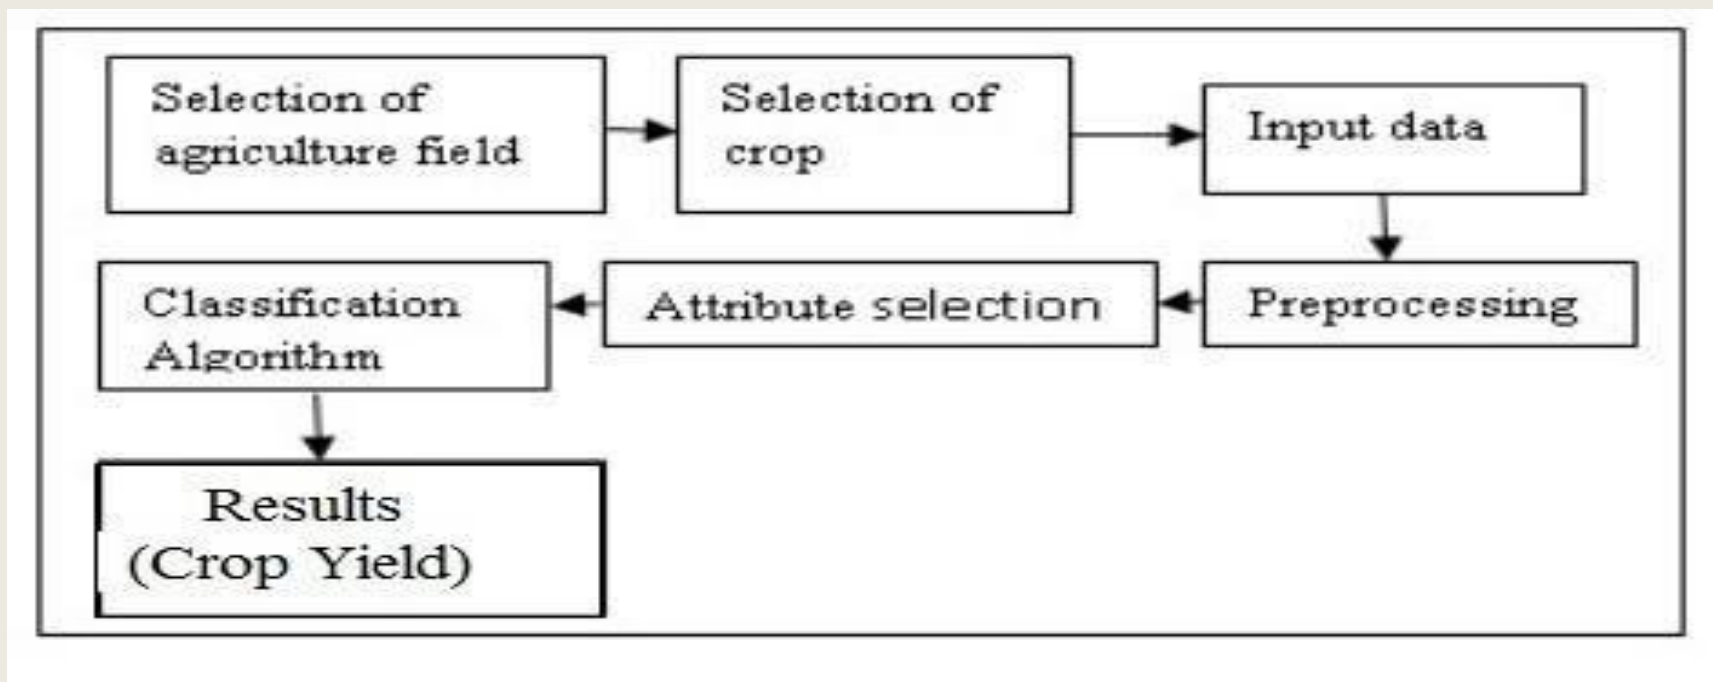 Selection of
agriculture field
Selection of
crop
Input data
Preprocessing
Attribute selection
Classification
Algorithm
Results
(Crop Yield)